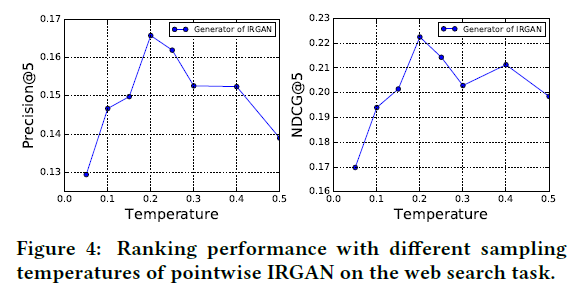 0.17
0.16
0.15
0.14
0.13
0.0 0.1 0.2 0.3 0.4 0.5
Precision@5
Temperature
Generator of IRGAN
0.23
0.22
0.21
0.20
0.19
0.18
0.17
0.16
0.0 0.1 0.2 0.3 0.4 0.5
NDCG@5
Temperature
Generator of IRGAN
Figure 4: Ranking performance with different sampling
temperatures of pointwise IRGAN on the web search task.